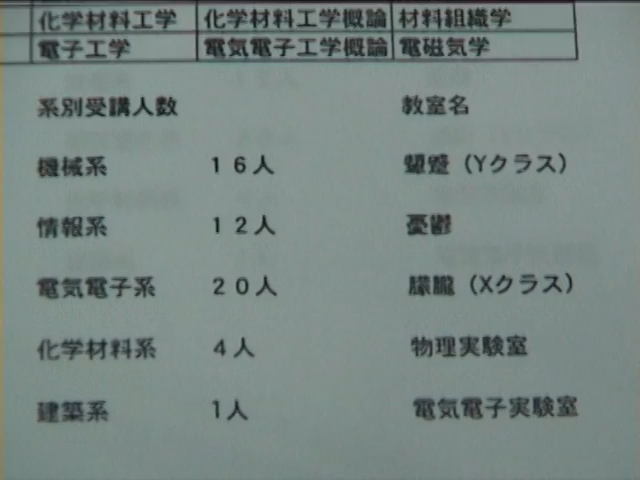 化学材料工学 化学材料工学概論 材料組織学
電子工学 電気電子工学概論 電磁気学
系別受講人数 教室名
機械系 16人 顰蹙（Yクラス）
情報系 12人 憂鬱
電気電子系 20人 朦朧（Xクラス）
化学材料系 4人 物理実験室
建築系 1人 電気電子実験室